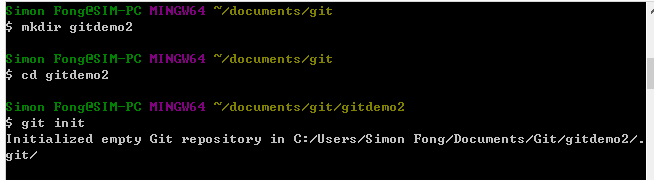 Simon Fong@SIM-PC MINGW64 ~/documents/git
$ mkdir gitdemo2
Simon Fong@SIM-PC MINGW64 ~/documents/git
$ cd gitdemo2
Simon Fong@SIM-PC MINGW64 ~/documents/git/gitdemo2
$ git init
Initialized empty Git repository in C:/Users/Simon Fong/Documents/Git/gitdemo2/.
git/